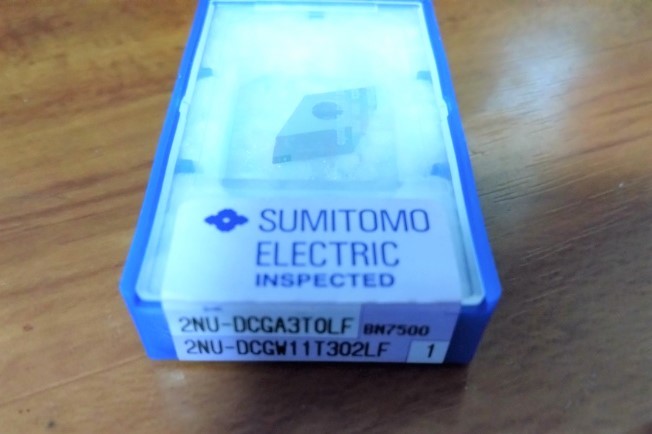 SUMITOMO
ELECTRIC
INSPECTED
2NU-DCGA3T0LF BN7500
2NU-DCGW11T302LF 1